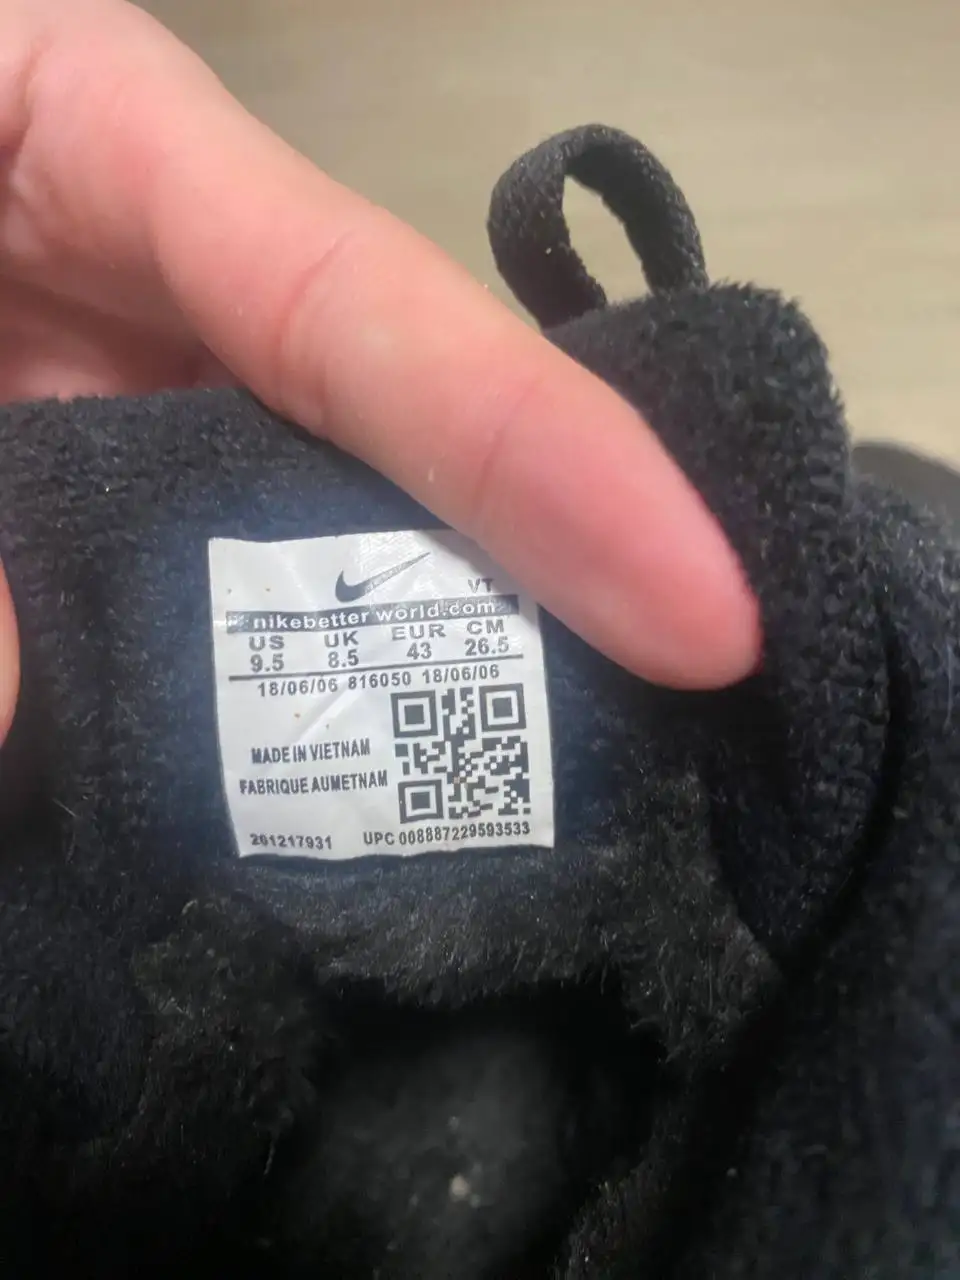 VT
nikebetter world.com
US UK EUR CM
9.5 8.5 43 26.5
18/06/06 816050 18/06/06
MADE IN VIETNAM
FABRIQUE AUMETNAM
201217931 UPC 008887229593533